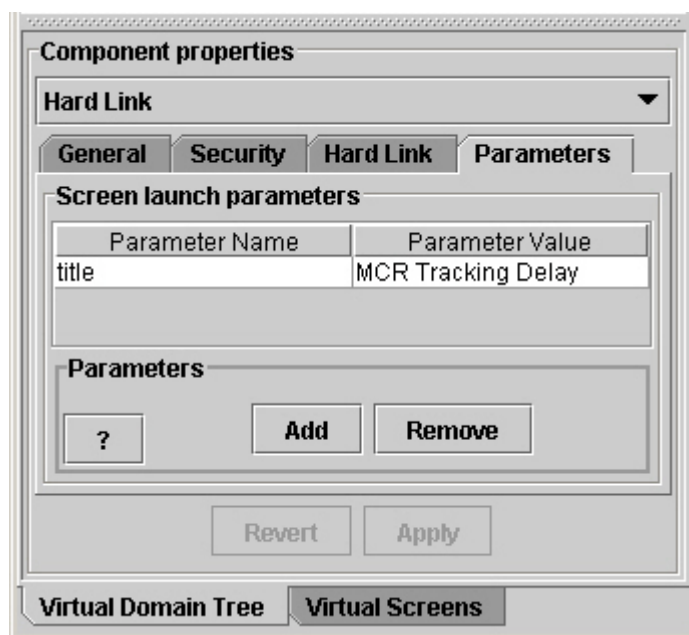 Component properties
Hard Link
General Security Hard Link Parameters
Screen launch parameters
Parameter Name Parameter Value
title MCR Tracking Delay
Parameters
? Add Remove
Revert Apply
Virtual Domain Tree Virtual Screens